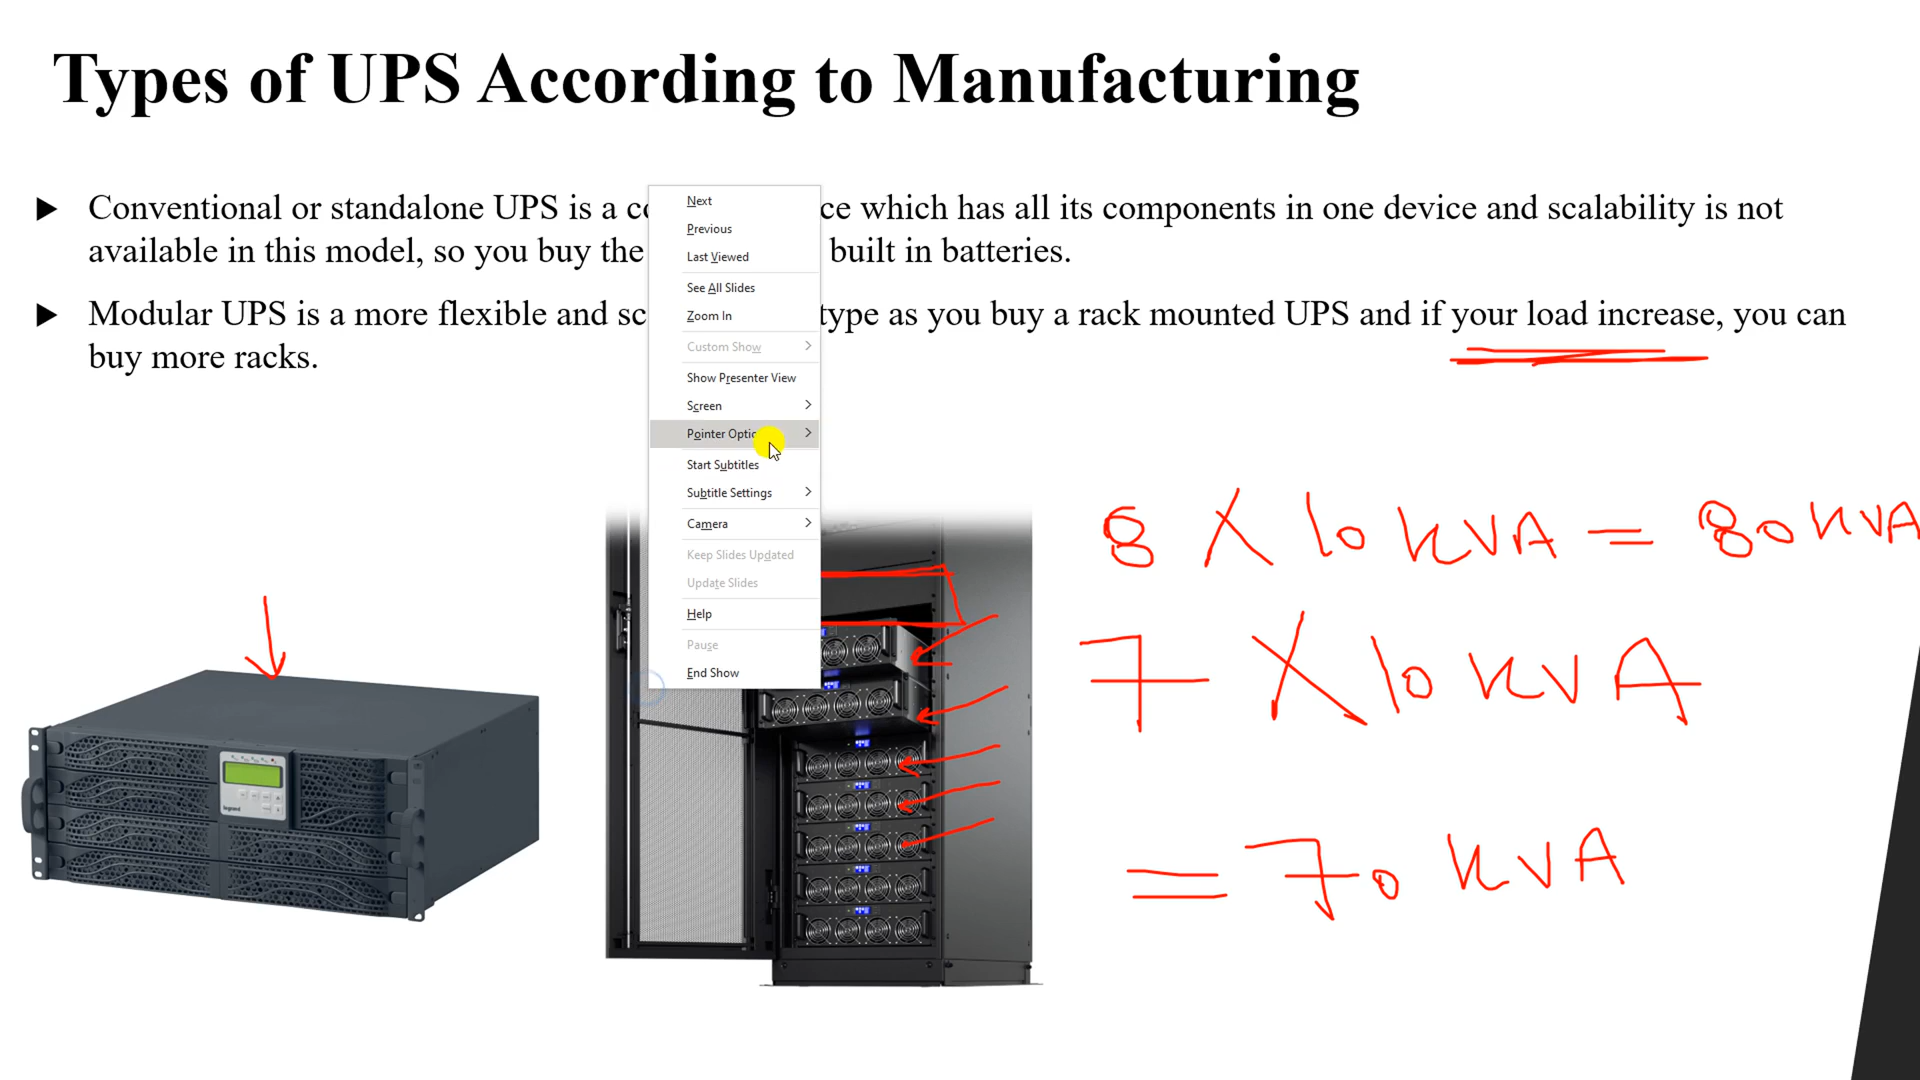 Types of UPS According to Manufacturing
Conventional or standalone UPS is a ce which has all its components in one device and scalability is not
available in this model, so you buy the built in batteries.
Modular UPS is a more flexible and type as you buy a rack mounted UPS and if your load increase, you can
buy more racks.
Next
Previous
Last Viewed
See All Slides
Zoom In
Custom Show
Show Presenter View
Screen
Pointer Optio
Start Subtitles
Subtitle Settings
Camera
Keep Slides Updated
Update Slides
Help
Pause
End Show
8 X 10 KVA = 80 KVA
7 X 10 KVA
= 70 KVA
legrand